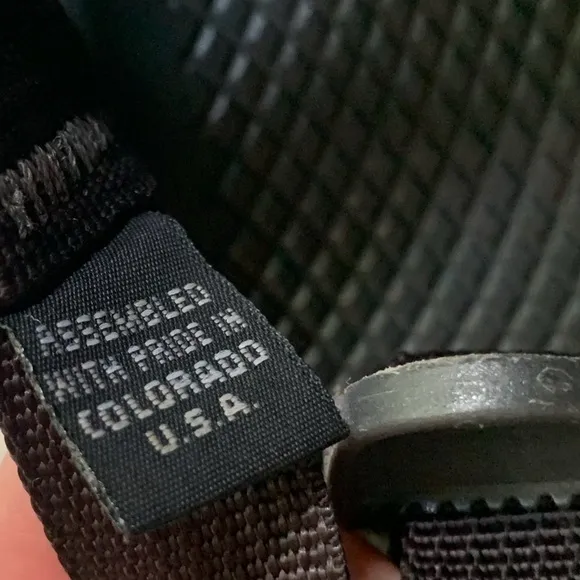 ASSEMBLED
WITH PRIDE IN
COLORADO
U.S.A.